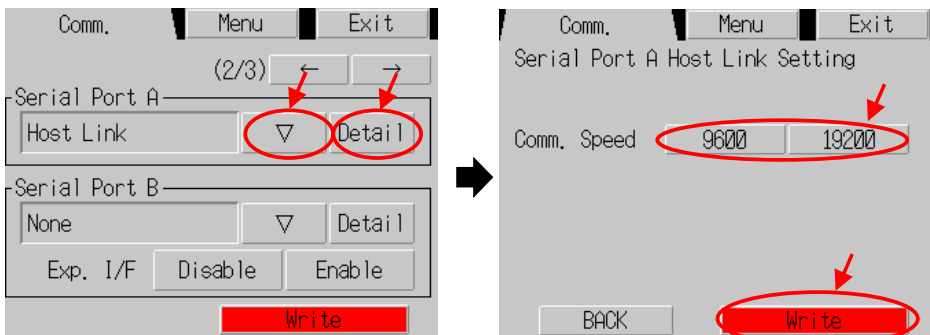 Comm. Menu Exit
(2/3) ← →
Serial Port A
Host Link ▽ Detail
Serial Port B
None ▽ Detail
Exp. I/F Disable Enable
Write
Comm. Menu Exit
Serial Port A Host Link Setting
Comm. Speed 9600 19200
BACK Write